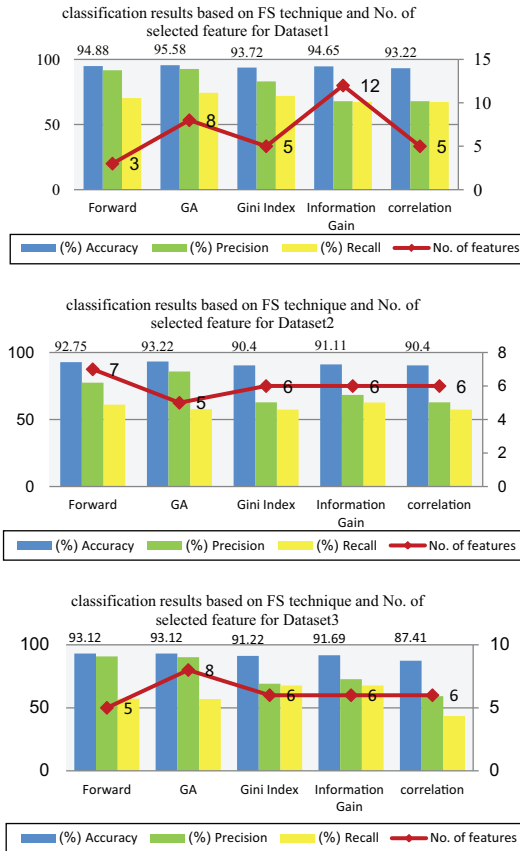 classification results based on FS technique and No. of
selected feature for Dataset1
94.88 95.58 93.72 94.65 93.22
100 15
50 10
0 5
0
3 8 5 12 5
Forward GA Gini Index Information Gain correlation
(%) Accuracy (%) Precision (%) Recall No. of features
classification results based on FS technique and No. of
selected feature for Dataset2
92.75 93.22 90.4 91.11 90.4
100 8
50 6
0 4
2
0
7 5 6 6 6
Forward GA Gini Index Information Gain correlation
(%) Accuracy (%) Precision (%) Recall No. of features
classification results based on FS technique and No. of
selected feature for Dataset3
93.12 93.12 91.22 91.69 87.41
100 10
50 5
0 0
5 8 6 6 6
Forward GA Gini Index Information Gain correlation
(%) Accuracy (%) Precision (%) Recall No. of features